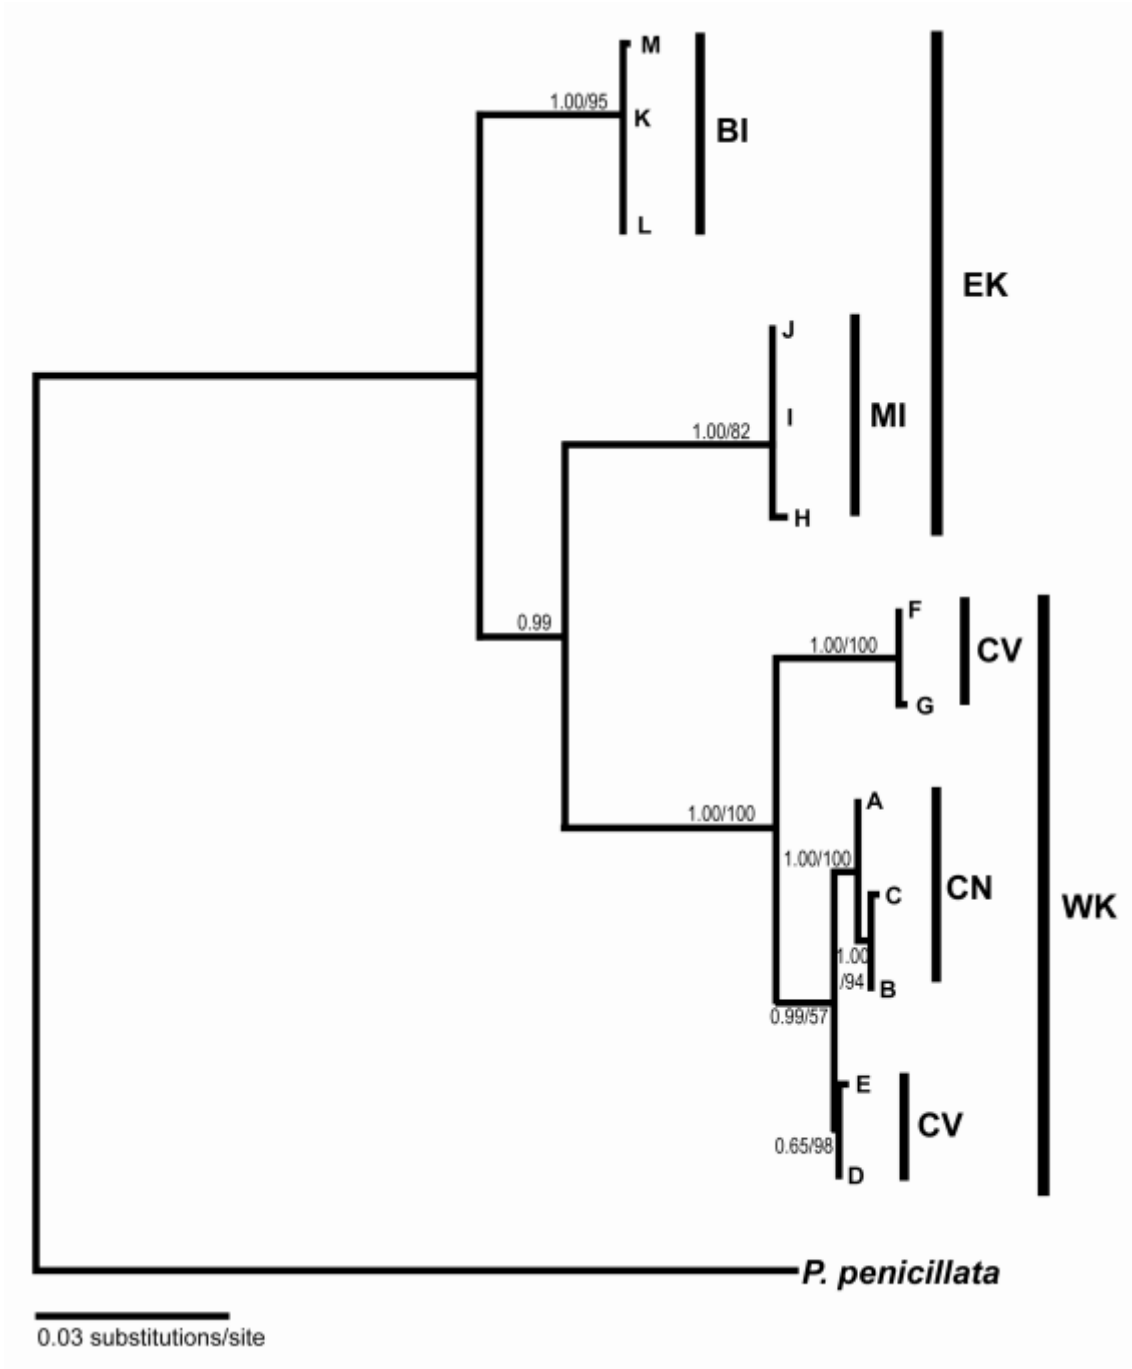 M
1.00/95
K
BI
L
EK
J
I
MI
1.00/82
H
F
0.99
1.00/100
CV
G
A
1.00/100
1.00/100
C
CN
WK
1.00
/94
B
0.99/57
E
CV
0.65/98
D
P. penicillata
0.03 substitutions/site